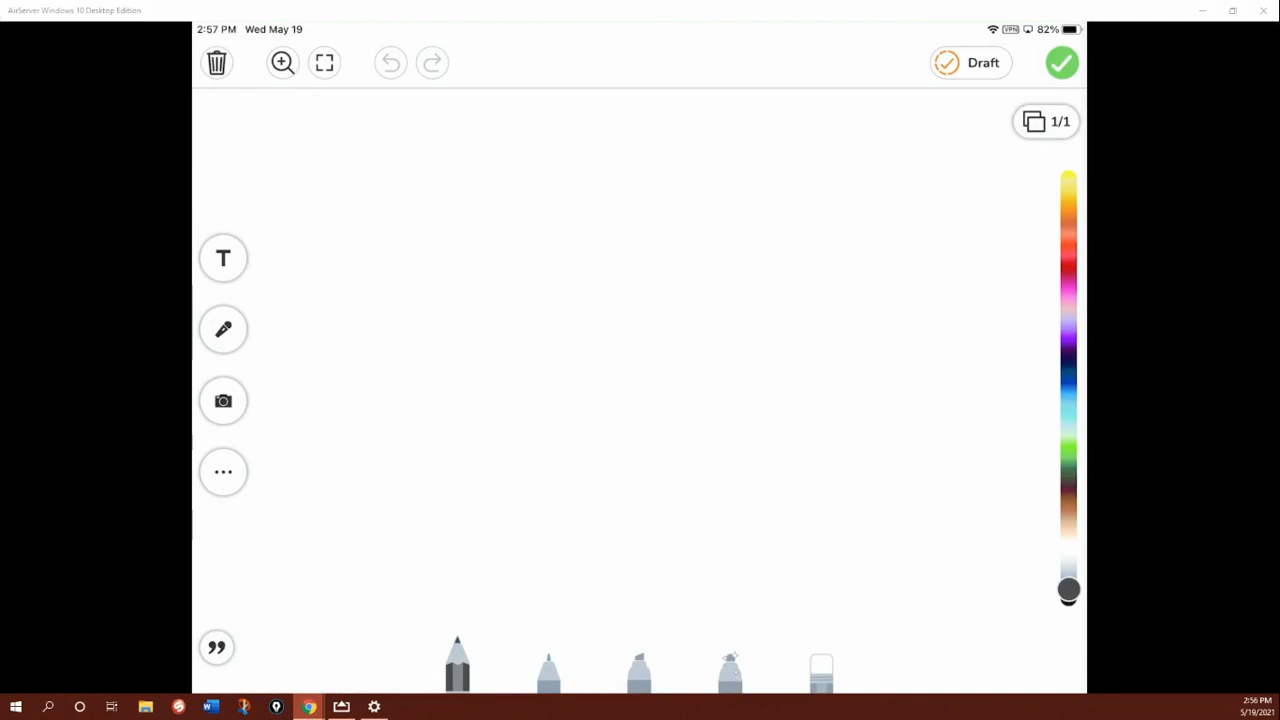 AirServer Windows 10 Desktop Edition
2:57 PM Wed May 19
VPN 82%
Draft
1/1
T
2:56 PM
5/19/2021